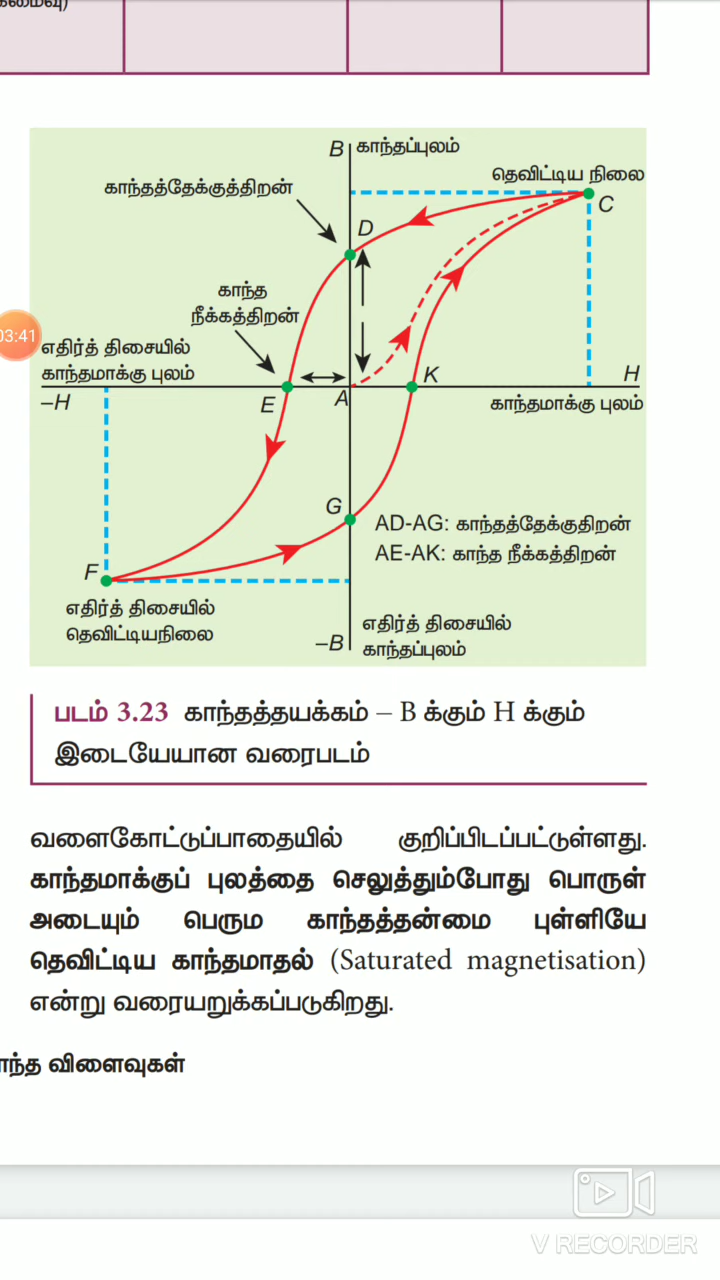 03:41
B காந்தப்புலம்
தெவிட்டிய நிலை
காந்தத்தேக்குத்திறன்
C
D
காந்த
நீக்கத்திறன்
எதிர்த் திசையில்
காந்தமாக்கு புலம்
–H
E
A
K
H
காந்தமாக்கு புலம்
G
AD-AG: காந்தத்தேக்குதிறன்
AE-AK: காந்த நீக்கத்திறன்
F
எதிர்த் திசையில்
தெவிட்டியநிலை
–B
எதிர்த் திசையில்
காந்தப்புலம்
படம் 3.23 காந்தத்தயக்கம் – B க்கும் H க்கும்
இடையேயான வரைபடம்
வளைகோட்டுப்பாதையில் குறிப்பிடப்பட்டுள்ளது.
காந்தமாக்குப் புலத்தை செலுத்தும்போது பொருள்
அடையும் பெரும காந்தத்தன்மை புள்ளியே
தெவிட்டிய காந்தமாதல் (Saturated magnetisation)
என்று வரையறுக்கப்படுகிறது.
விளைவுகள்
V RECORDER